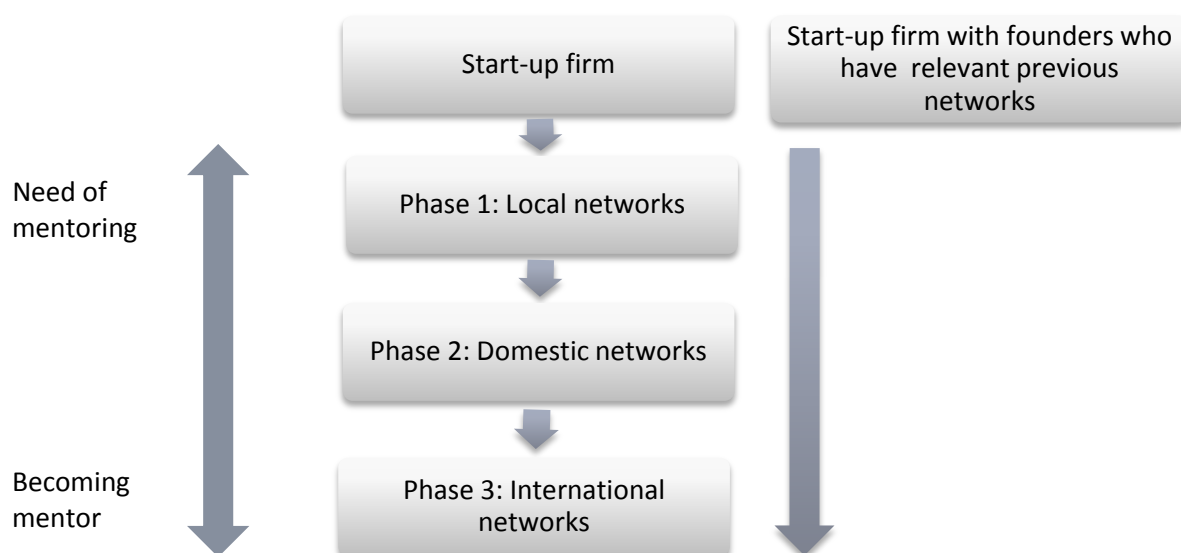 Start-up firm
Start-up firm with founders who
have relevant previous
networks
Need of
mentoring
Phase 1: Local networks
Phase 2: Domestic networks
Becoming
mentor
Phase 3: International
networks